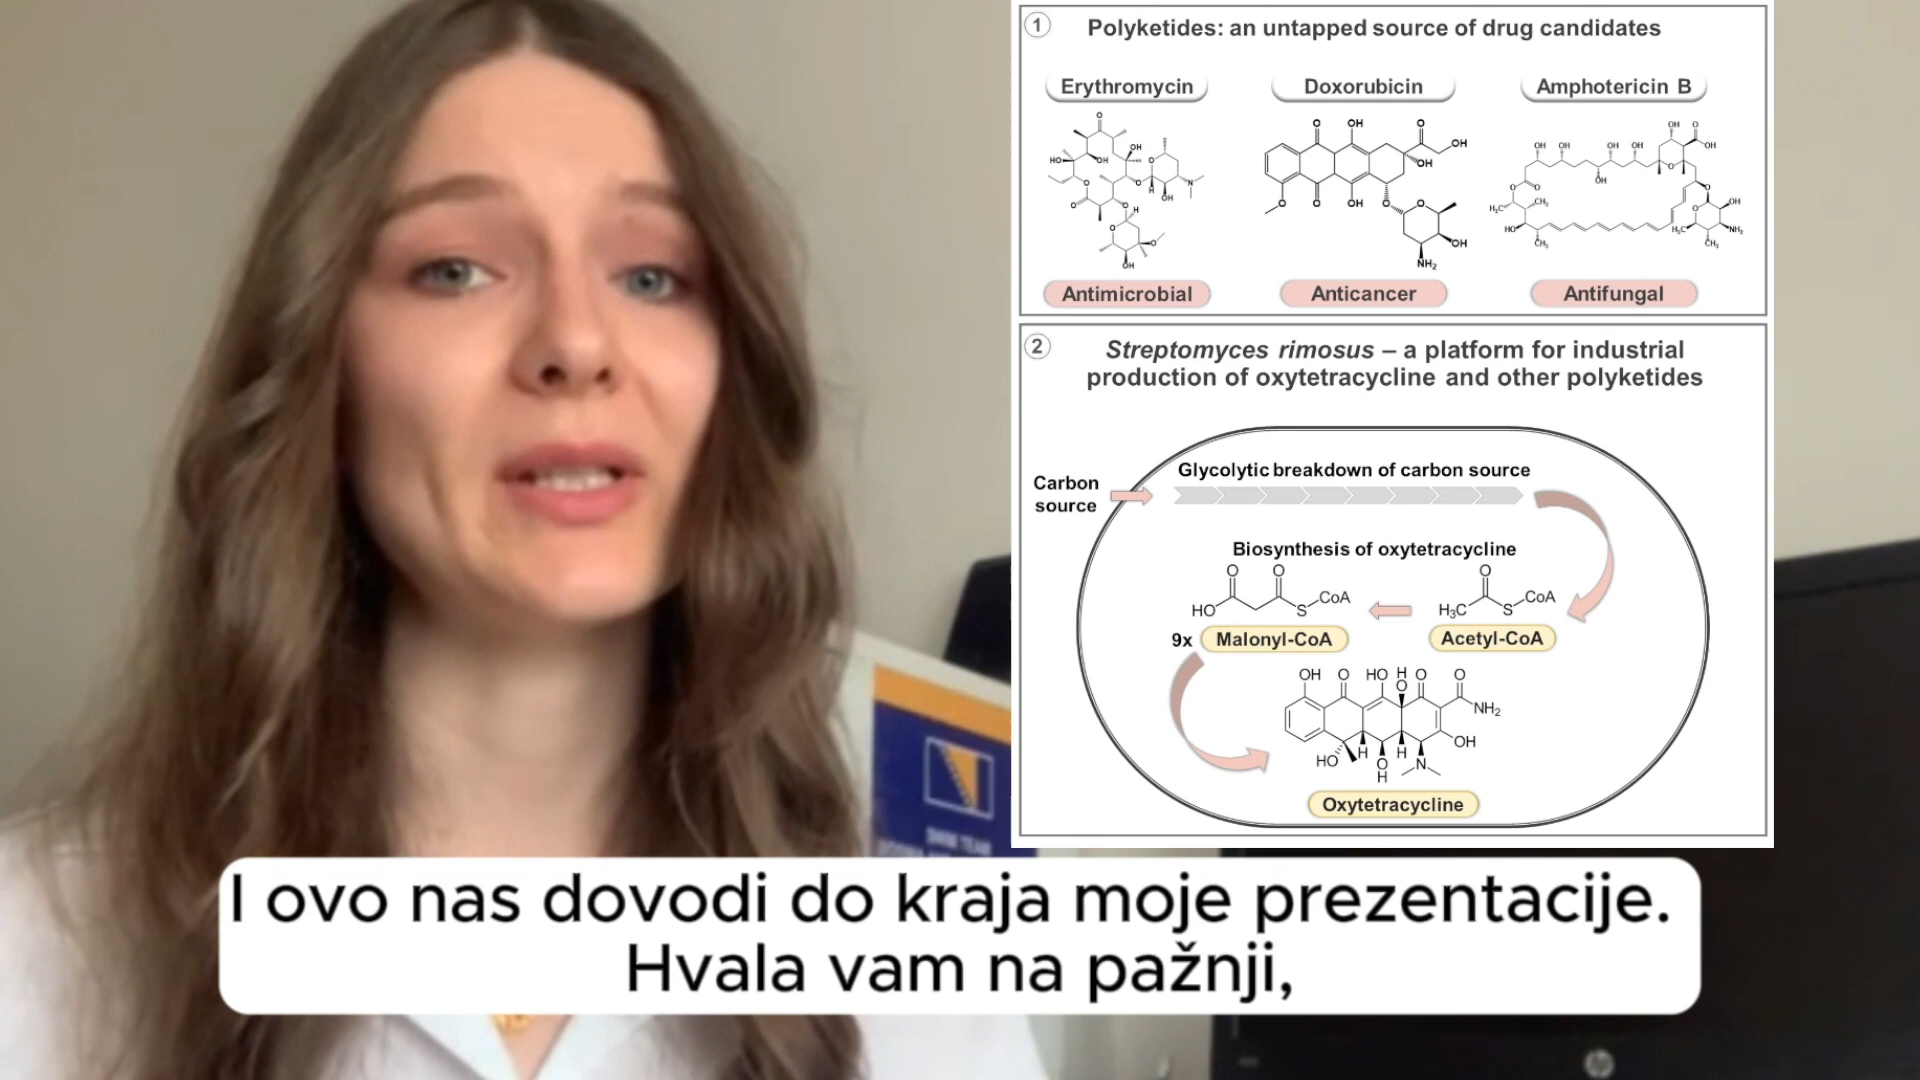 1
Polyketides: an untapped source of drug candidates
Erythromycin
Doxorubicin
Amphotericin B
Antimicrobial
Anticancer
Antifungal
2
Streptomyces rimosus – a platform for industrial
production of oxytetracycline and other polyketides
Carbon
source
Glycolytic breakdown of carbon source
Biosynthesis of oxytetracycline
O O
HO S CoA
O
H₃C S CoA
9x Malonyl-CoA
Acetyl-CoA
OH O HO H O O O
NH₂
OH
HO H O H H N
Oxytetracycline
SWIM TEAM
I ovo nas dovodi do kraja moje prezentacije.
Hvala vam na pažnji,
hp